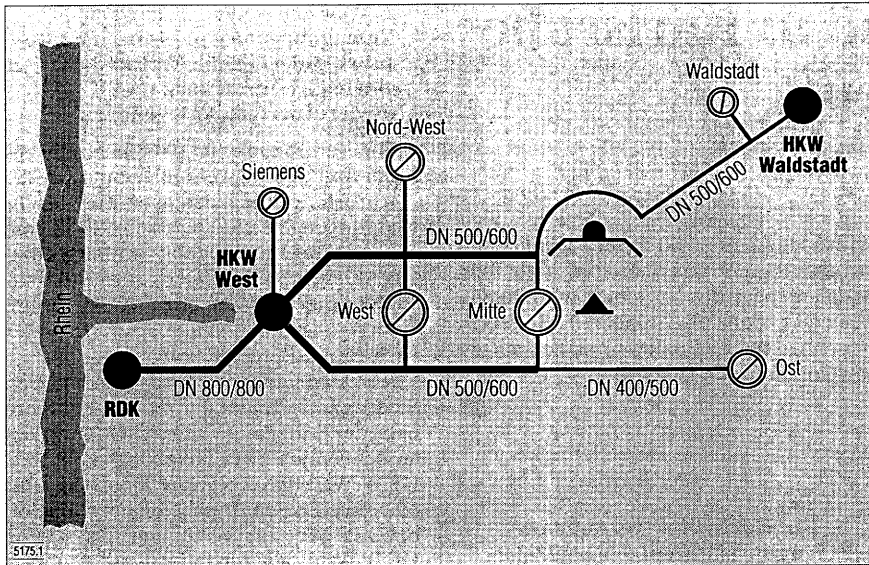 Waldstadt
Nord-West
HKW
Waldstadt
Siemens
DN 500/600
DN 500/600
HKW
West
Rhein
West
Mitte
DN 800/800
DN 500/600
DN 400/500
Ost
RDK
5175.1